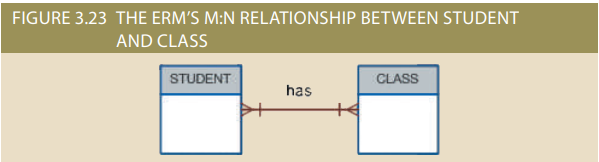 FIGURE 3.23 THE ERM'S M:N RELATIONSHIP BETWEEN STUDENT
AND CLASS
STUDENT
has
CLASS